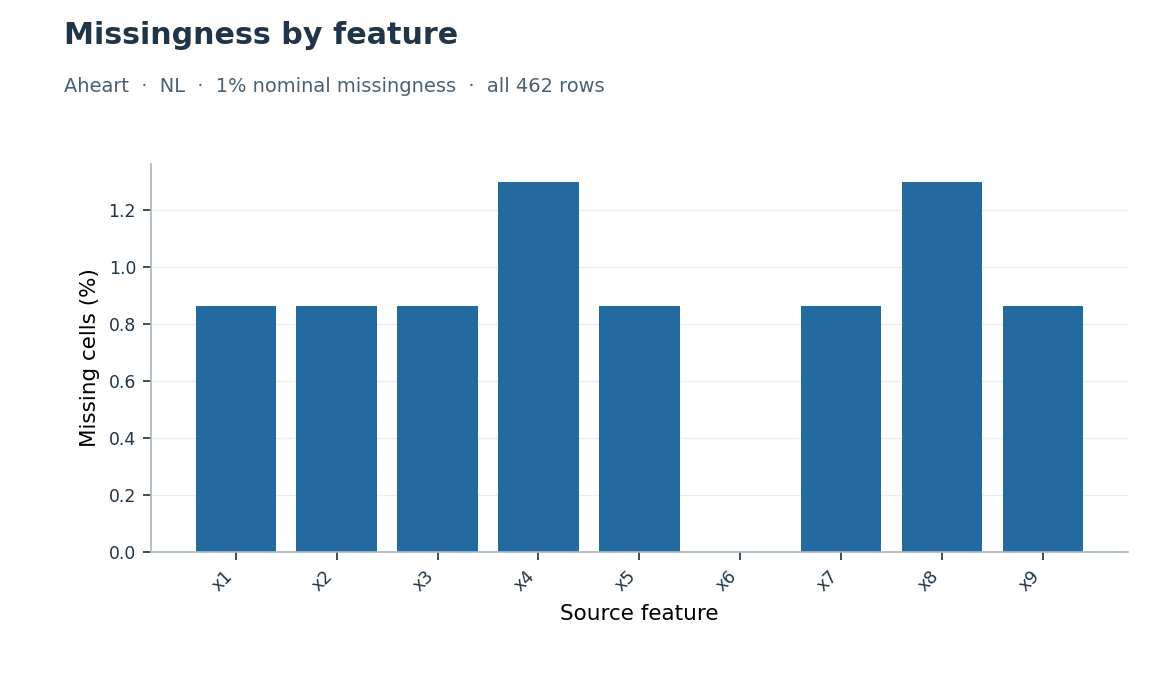 Missingness by feature
Aheart · NL · 1% nominal missingness · all 462 rows
Missing cells (%)
1.2
1.0
0.8
0.6
0.4
0.2
0.0
x1 x2 x3 x4 x5 x6 x7 x8 x9
Source feature